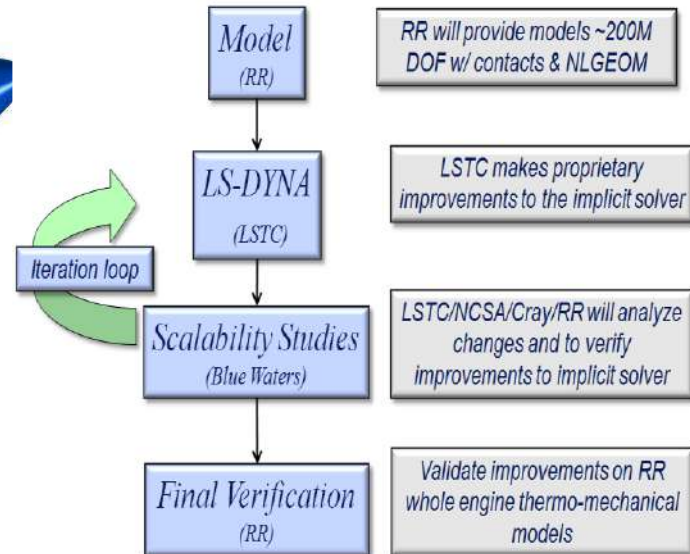 Model
(RR)
RR will provide models ~200M
DOF w/ contacts & NLGEOM
LS-DYNA
(LSTC)
LSTC makes proprietary
improvements to the implicit solver
Iteration loop
Scalability Studies
(Blue Waters)
LSTC/NCSA/Cray/RR will analyze
changes and to verify
improvements to implicit solver
Final Verification
(RR)
Validate improvements on RR
whole engine thermo-mechanical
models